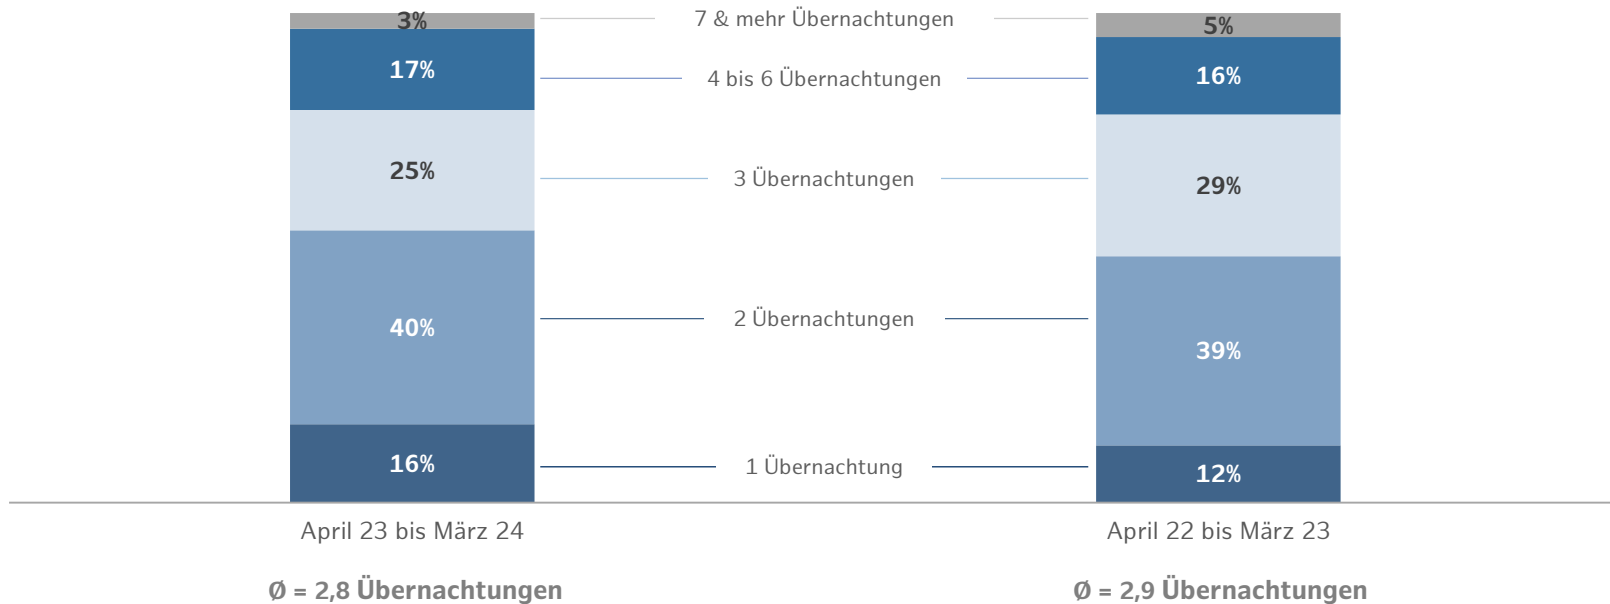 3% 7 & mehr Übernachtungen 5%
17% 4 bis 6 Übernachtungen 16%
25% 3 Übernachtungen 29%
40% 2 Übernachtungen 39%
16% 1 Übernachtung 12%
April 23 bis März 24 April 22 bis März 23
Ø = 2,8 Übernachtungen Ø = 2,9 Übernachtungen